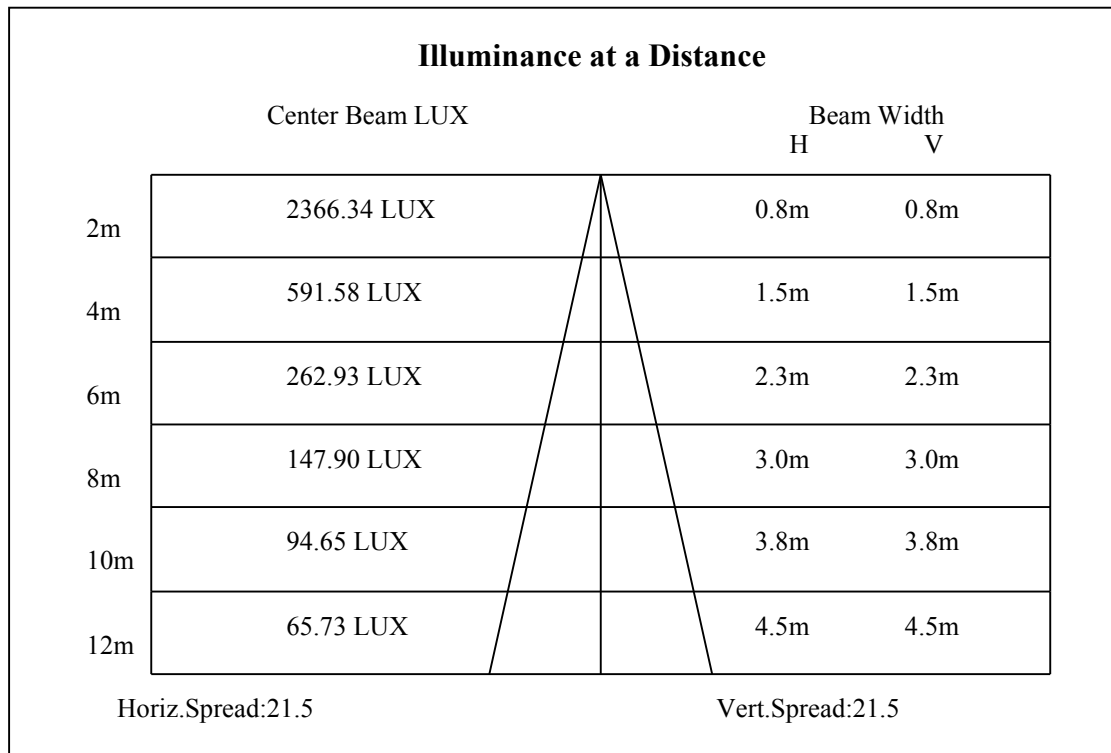 Illuminance at a Distance
Center Beam LUX Beam Width
H V
2366.34 LUX 0.8m 0.8m
2m
591.58 LUX 1.5m 1.5m
4m
262.93 LUX 2.3m 2.3m
6m
147.90 LUX 3.0m 3.0m
8m
94.65 LUX 3.8m 3.8m
10m
65.73 LUX 4.5m 4.5m
12m
Horiz.Spread:21.5 Vert.Spread:21.5